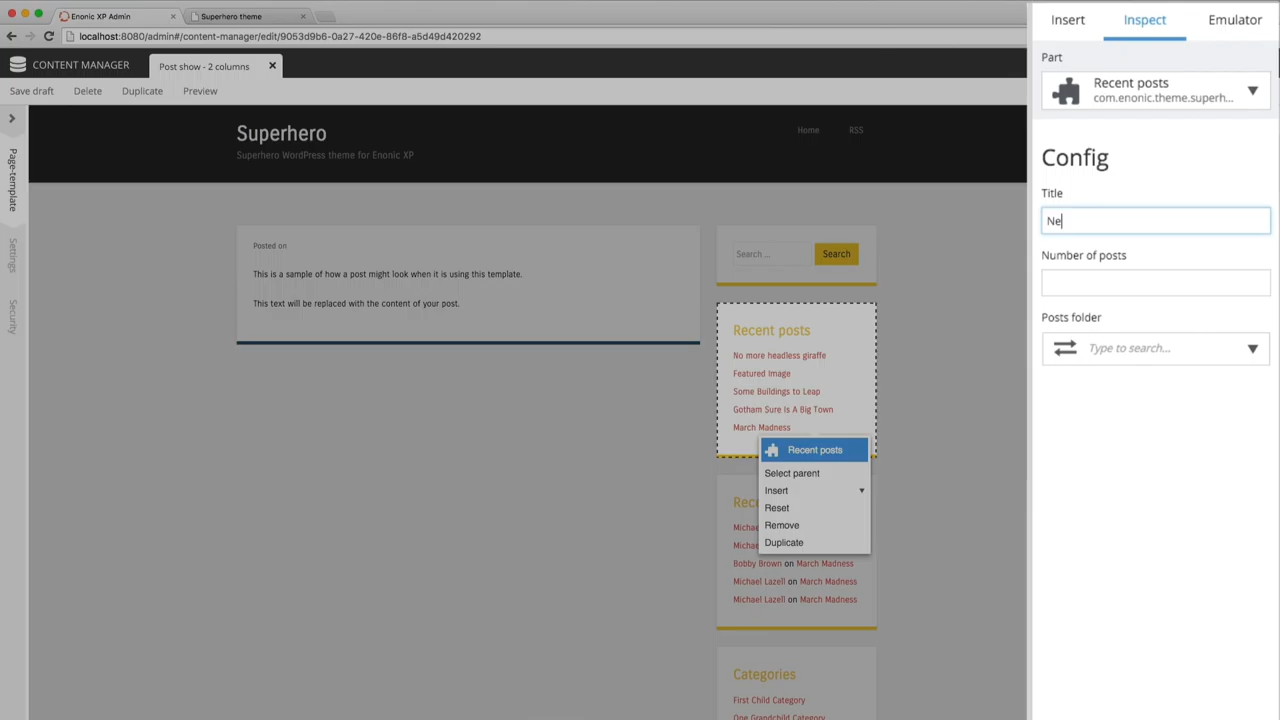 Enonic XP Admin
Superhero theme
localhost:8080/admin#/content-manager/edit/9053d9b6-0a27-420e-86f8-a5d49d420292
CONTENT MANAGER
Post show - 2 columns
Save draft
Delete
Duplicate
Preview
Page-template
Settings
Security
Superhero
Superhero WordPress theme for Enonic XP
Home
RSS
Posted on
This is a sample of how a post might look when it is using this template.
This text will be replaced with the content of your post.
Search ...
Search
Recent posts
No more headless giraffe
Featured Image
Some Buildings to Leap
Gotham Sure Is A Big Town
March Madness
Recent posts
Select parent
Insert
Reset
Remove
Duplicate
Rec
Michae
Michae
Bobby Brown on March Madness
Michael Lazell on March Madness
Michael Lazell on March Madness
Categories
First Child Category
One Grandchild Category
Insert
Inspect
Emulator
Part
Recent posts
com.enonic.theme.superh...
Config
Title
Ne
Number of posts
Posts folder
Type to search...